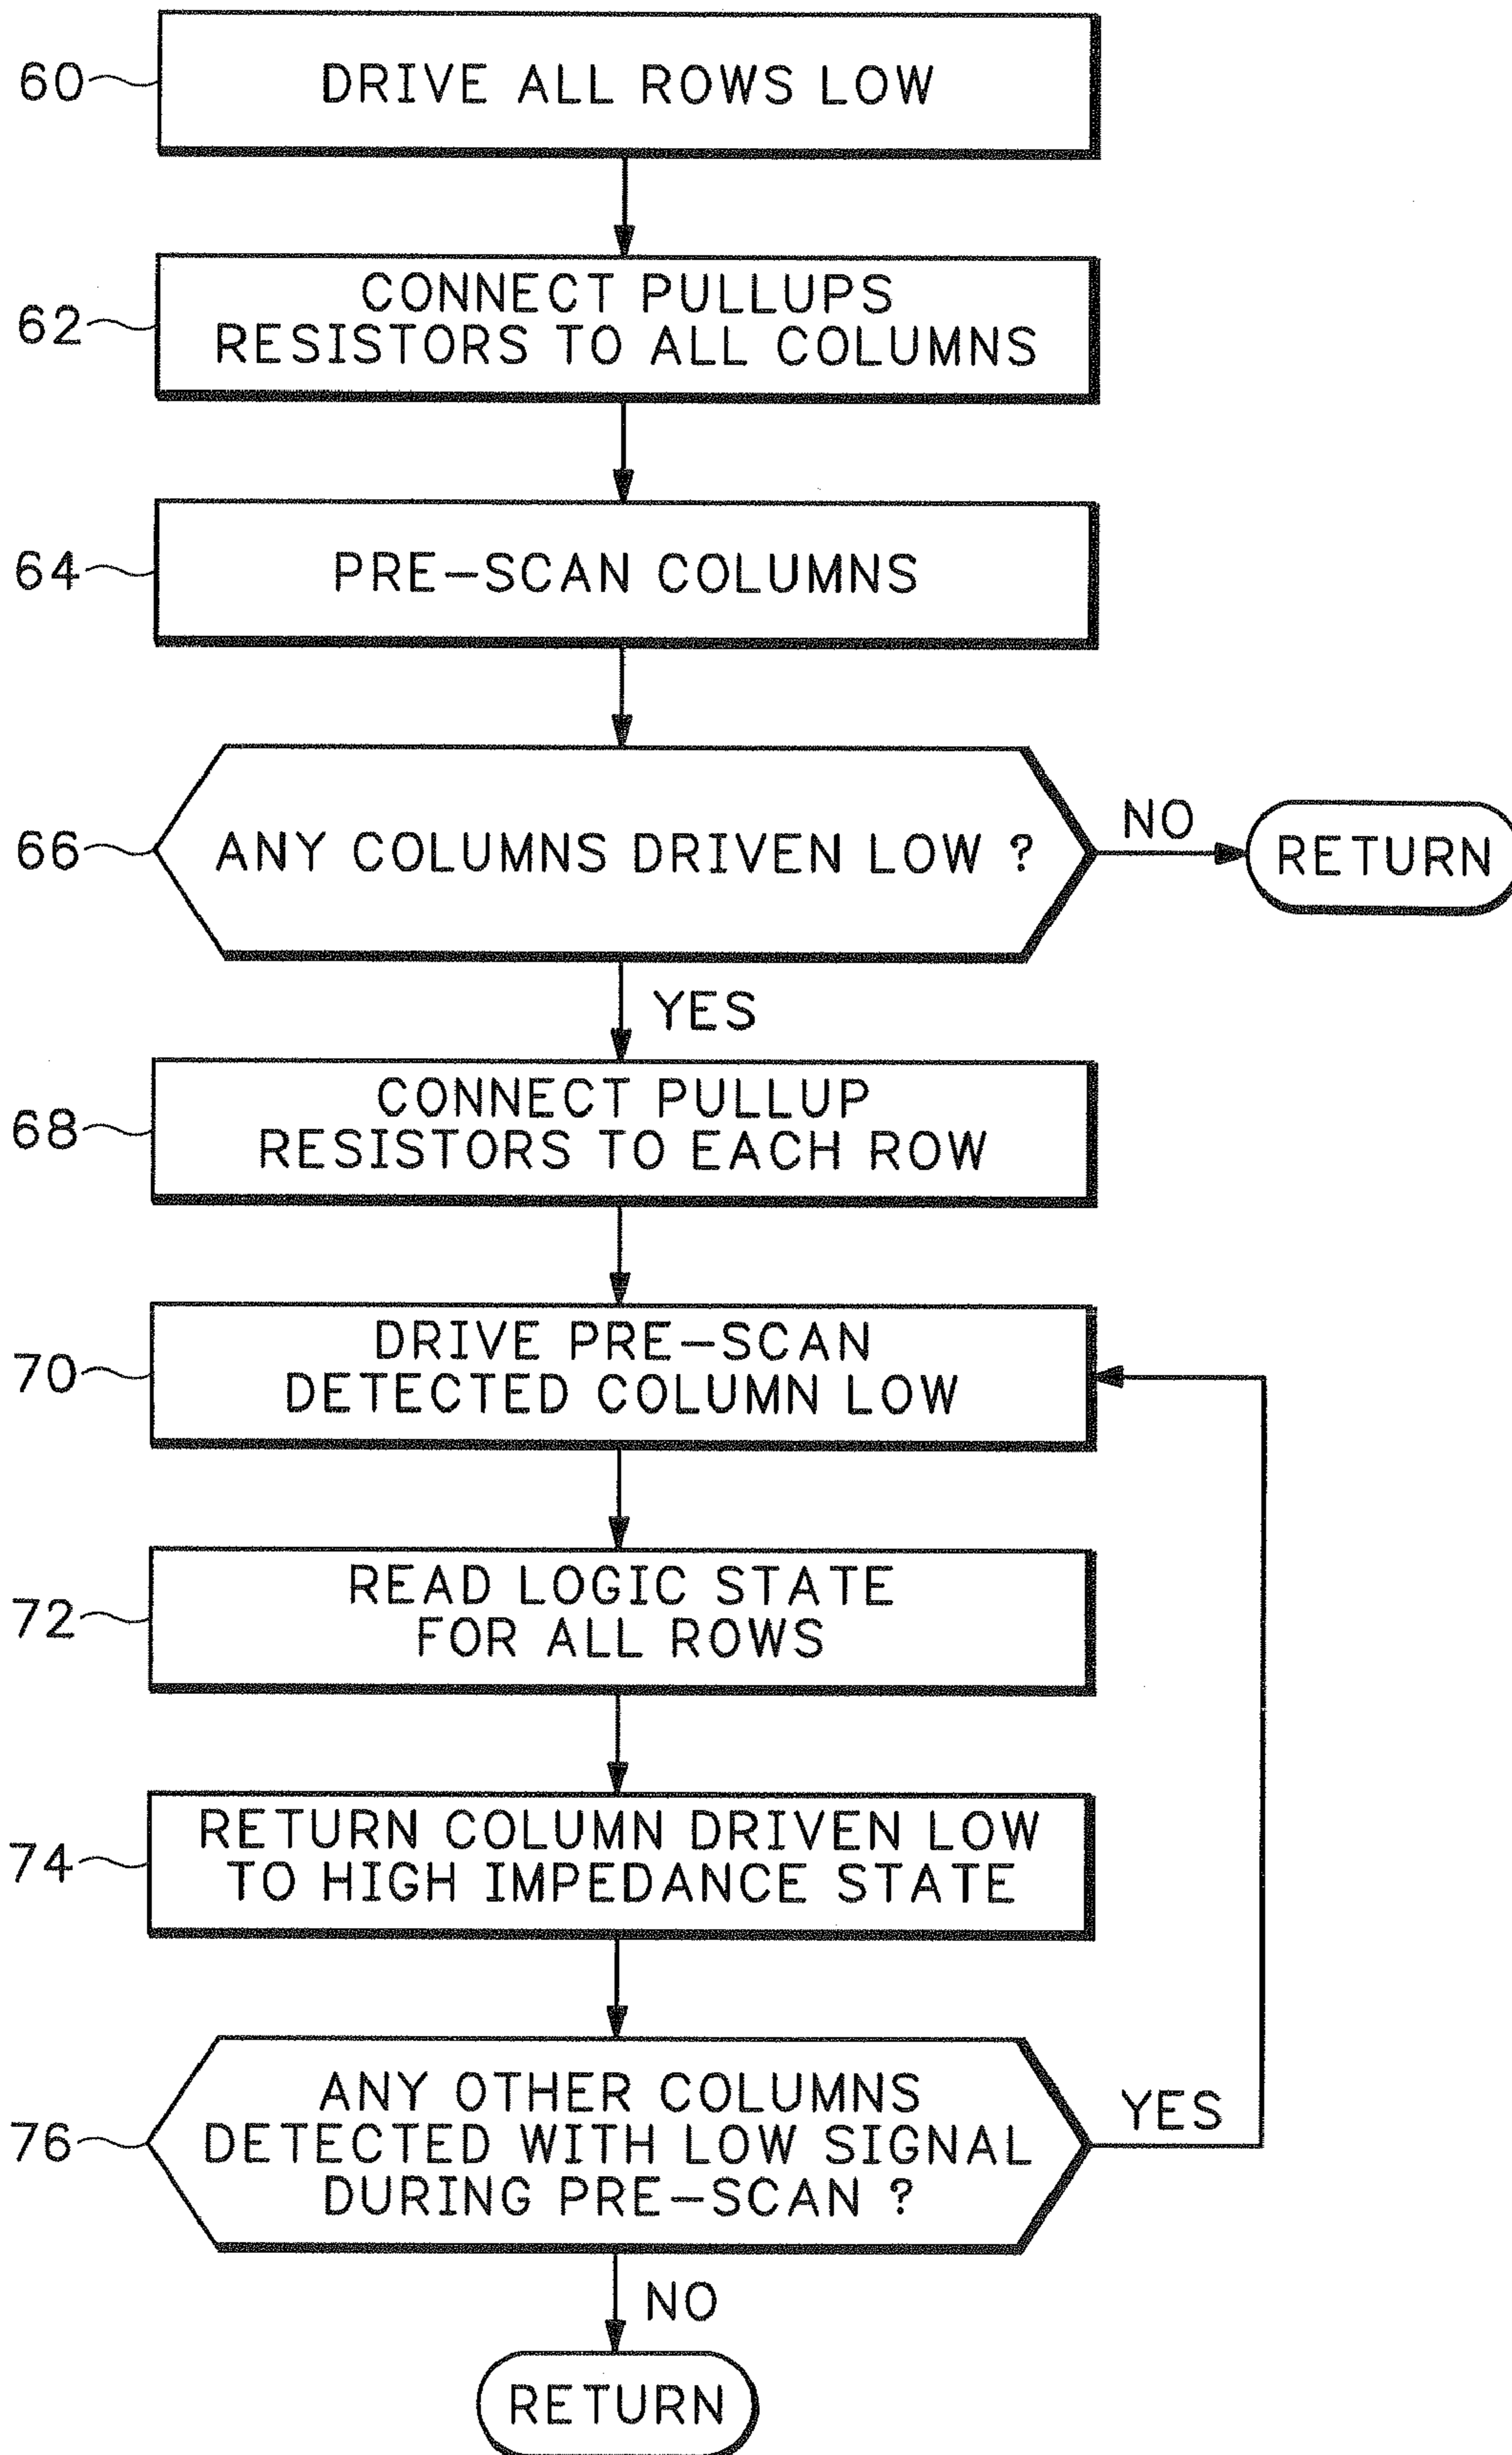 60
DRIVE ALL ROWS LOW
62
CONNECT PULLUPS
RESISTORS TO ALL COLUMNS
64
PRE-SCAN COLUMNS
66
ANY COLUMNS DRIVEN LOW ?
NO
RETURN
YES
68
CONNECT PULLUP
RESISTORS TO EACH ROW
70
DRIVE PRE-SCAN
DETECTED COLUMN LOW
72
READ LOGIC STATE
FOR ALL ROWS
74
RETURN COLUMN DRIVEN LOW
TO HIGH IMPEDANCE STATE
76
ANY OTHER COLUMNS
DETECTED WITH LOW SIGNAL
DURING PRE-SCAN ?
YES
NO
RETURN